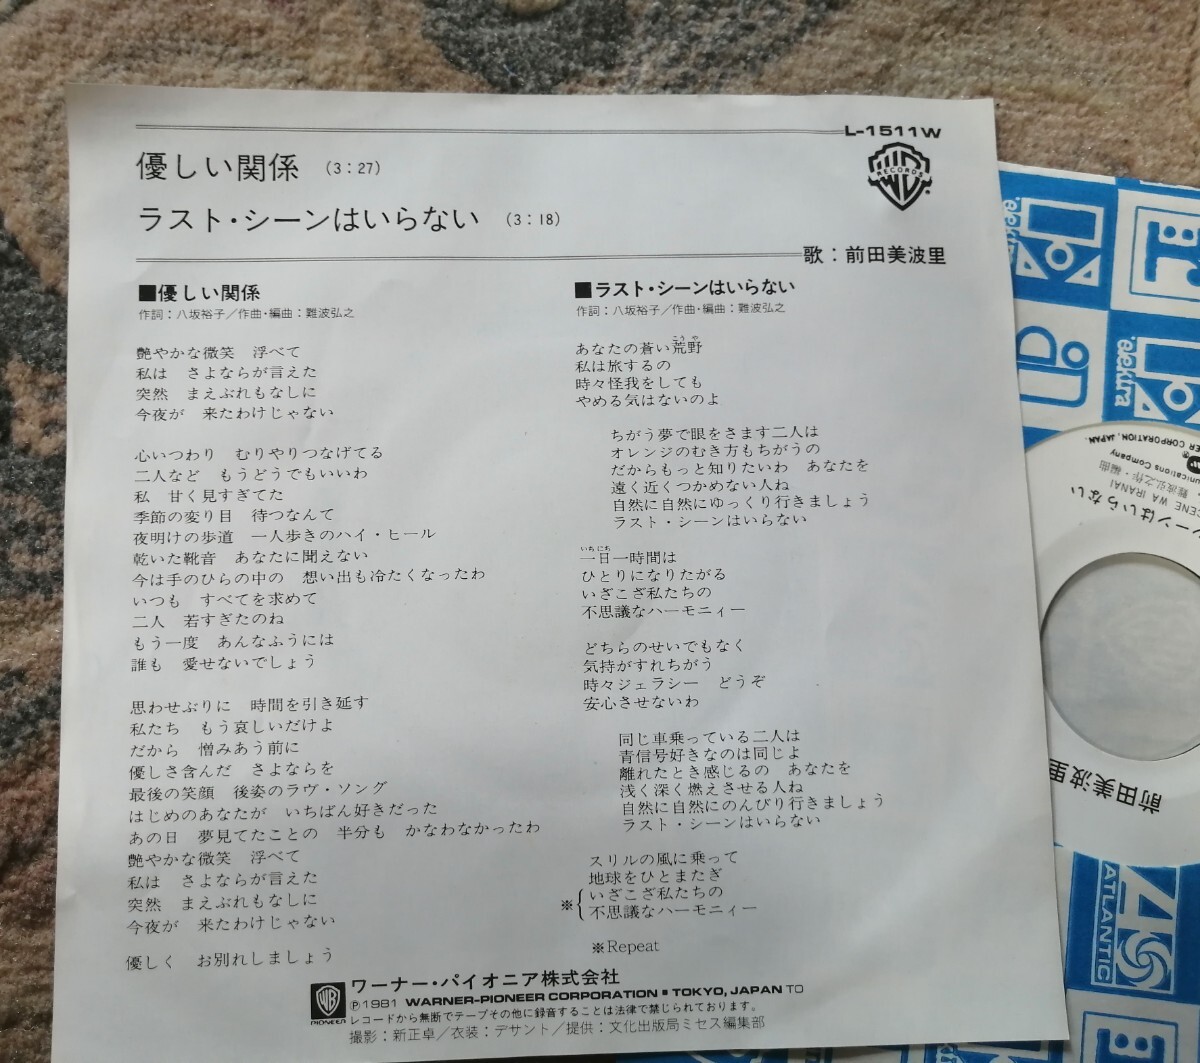 L-1511W
優しい関係 (3:27)
RECORDS
ラスト・シーンはいらない (3:18)
歌：前田美波里
■優しい関係
作詞：八坂裕子／作曲・編曲：難波弘之
艶やかな微笑　浮べて
私は　さよならが言えた
突然　まえぶれもなしに
今夜が　来たわけじゃない
心いつわり　むりやりつなげてる
二人など　もうどうでもいいわ
私　甘く見すぎてた
季節の変り目　待つなんて
夜明けの歩道　一人歩きのハイ・ヒール
乾いた靴音　あなたに聞えない
今は手のひらの中の　想い出も冷たくなったわ
いつも　すべてを求めて
二人　若すぎたのね
もう一度　あんなふうには
誰も　愛せないでしょう
思わせぶりに　時間を引き延す
私たち　もう哀しいだけよ
だから　憎みあう前に
優しさ含んだ　さよならを
最後の笑顔　後姿のラヴ・ソング
はじめのあなたが　いちばん好きだった
あの日　夢見てたことの　半分も　かなわなかったわ
艶やかな微笑　浮べて
私は　さよならが言えた
突然　まえぶれもなしに
今夜が　来たわけじゃない
優しく　お別れしましょう
■ラスト・シーンはいらない
作詞：八坂裕子／作曲・編曲：難波弘之
こうや
あなたの蒼い荒野
私は旅するの
時々怪我をしても
やめる気はないのよ
ちがう夢で眼をさます二人は
オレンジのむき方もちがうの
だからもっと知りたいわ　あなたを
遠く近くつかめない人ね
自然に自然にゆっくり行きましょう
ラスト・シーンはいらない
いちにち
一日一時間は
ひとりになりたがる
いざこざ私たちの
不思議なハーモニィー
どちらのせいでもなく
気持がすれちがう
時々ジェラシー　どうぞ
安心させないわ
同じ車乗っている二人は
青信号好きなのは同じよ
離れたとき感じるの　あなたを
浅く深く燃えさせる人ね
自然に自然にのんびり行きましょう
ラスト・シーンはいらない
スリルの風に乗って
地球をひとまたぎ
※いざこざ私たちの
不思議なハーモニィー
※Repeat
PIONEER
ワーナー・パイオニア株式会社
Ⓟ1981 WARNER-PIONEER CORPORATION ■ TOKYO, JAPAN TO
レコードから無断でテープその他に録音することは法律で禁じられております。
撮影：新正卓／衣装：デサント／提供：文化出版局ミセス編集部
elektra
elektra
ER CORPORATION, JAPAN.
unications Company
難波弘之作・編曲
CENE WA IRANAI
シーンはいらない
前田美波里
ATLANTIC